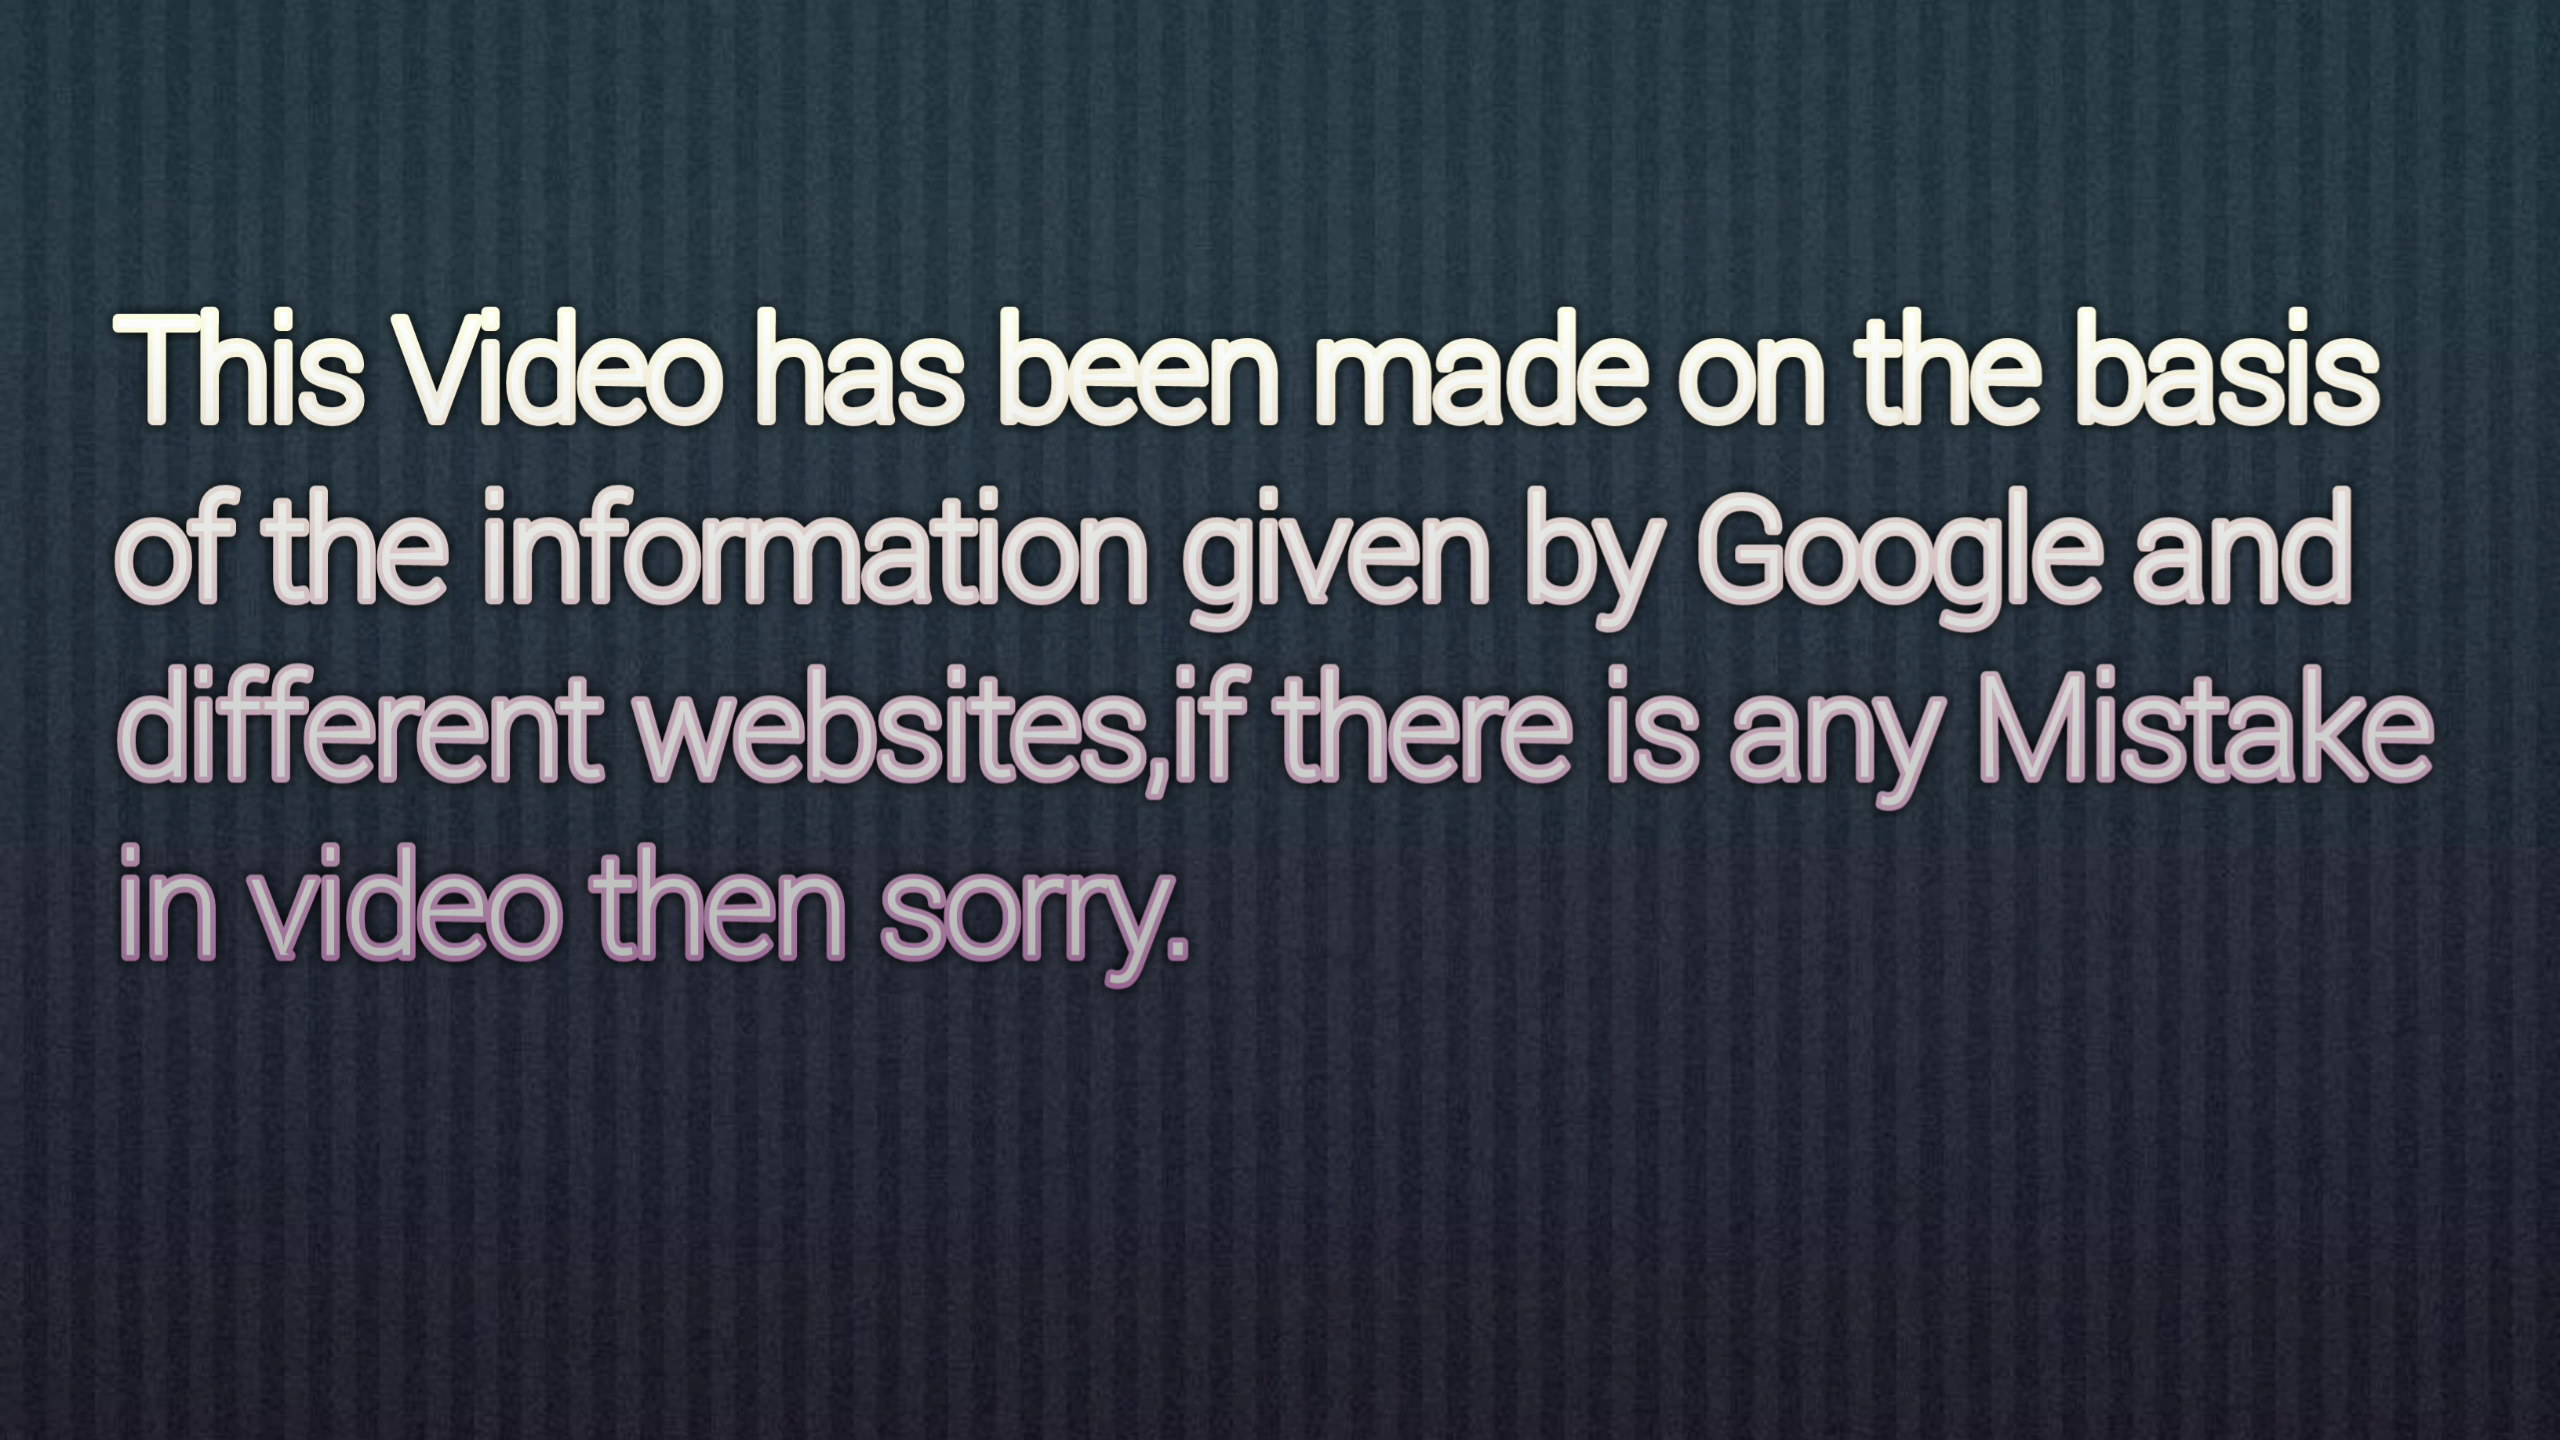 This Video has been made on the basis
of the information given by Google and
different websites,if there is any Mistake
in video then sorry.